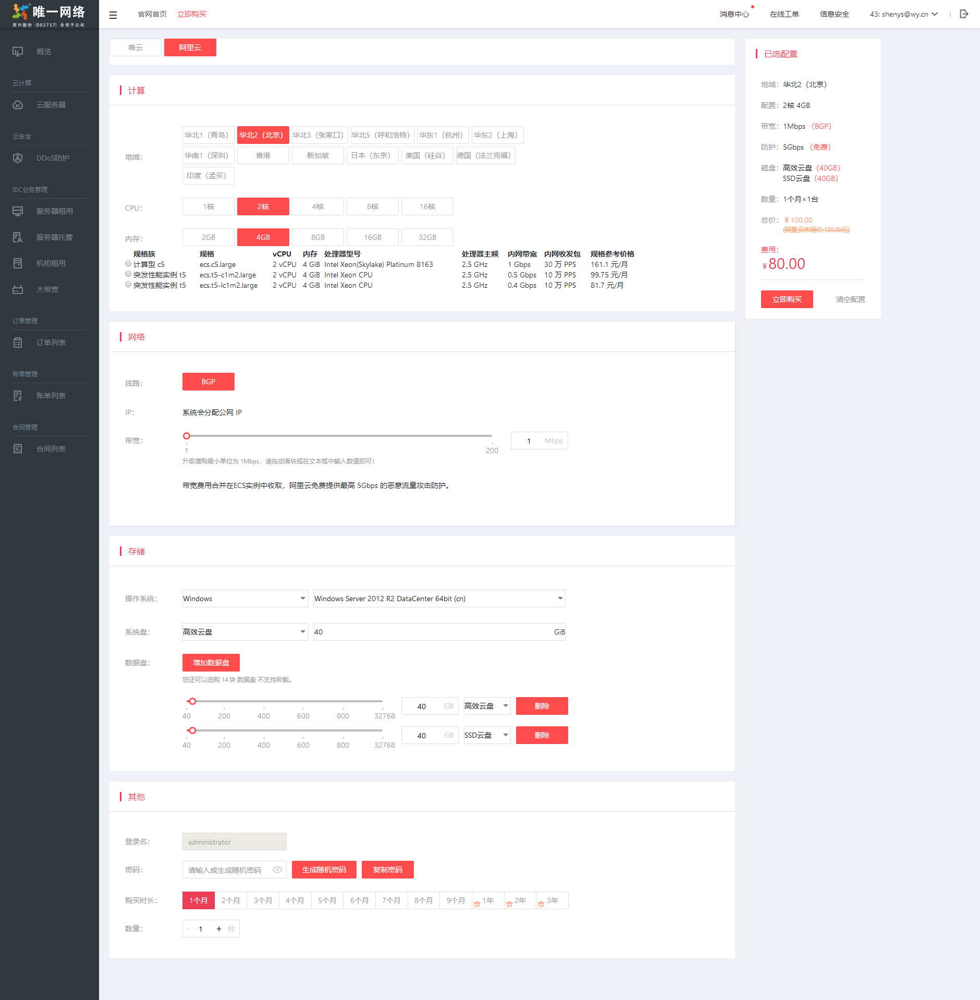 唯一网络
南兴股份（002757）全资子公司
官网首页 立即购买 消息中心 在线工单 信息安全 43: shenys@wy.cn
概览
云计算
云服务器
云安全
DDoS防护
IDC业务管理
服务器租用
服务器托管
机柜租用
大带宽
订单管理
订单列表
账单管理
账单列表
合同管理
合同列表
唯云 阿里云
计算
地域：
华北1（青岛） 华北2（北京） 华北3（张家口） 华北5（呼和浩特） 华东1（杭州） 华东2（上海）
华南1（深圳） 香港 新加坡 日本（东京） 美国（硅谷） 德国（法兰克福）
印度（孟买）
CPU： 1核 2核 4核 8核 16核
内存： 2GB 4GB 8GB 16GB 32GB
规格族 规格 vCPU 内存 处理器型号 处理器主频 内网带宽 内网收发包 规格参考价格
计算型 c5 ecs.c5.large 2 vCPU 4 GiB Intel Xeon(Skylake) Platinum 8163 2.5 GHz 1 Gbps 30 万 PPS 161.1 元/月
突发性能实例 t5 ecs.t5-c1m2.large 2 vCPU 4 GiB Intel Xeon CPU 2.5 GHz 0.5 Gbps 10 万 PPS 99.75 元/月
突发性能实例 t5 ecs.t5-lc1m2.large 2 vCPU 4 GiB Intel Xeon CPU 2.5 GHz 0.4 Gbps 10 万 PPS 81.7 元/月
网络
线路： BGP
IP： 系统会分配公网 IP
带宽： 1 Mbps
1 200
升级增购最小单位为 1Mbps，请拖动滑块或在文本框中输入数值即可！
带宽费用合并在ECS实例中收取，阿里云免费提供最高 5Gbps 的恶意流量攻击防护。
存储
操作系统： Windows Windows Server 2012 R2 DataCenter 64bit (cn)
系统盘： 高效云盘 40 GiB
数据盘： 增加数据盘
您还可以选购 14 块 数据盘 不支持卸载。
40 GB 高效云盘 删除
40 200 400 600 800 32768
40 GB SSD云盘 删除
40 200 400 600 800 32768
其他
登录名： administrator
密码： 请输入或生成随机密码 生成随机密码 复制密码
购买时长： 1个月 2个月 3个月 4个月 5个月 6个月 7个月 8个月 9个月 1年 2年 3年
数量： - 1 + 台
已选配置
地域：华北2（北京）
配置：2核 4GB
带宽：1Mbps （BGP）
防护：5Gbps （免费）
磁盘：高效云盘（40GB）
SSD云盘（40GB）
数量：1个月×1台
总价：￥100.00
(阿里云市场价:120.00元)
费用：
￥80.00
立即购买 清空配置